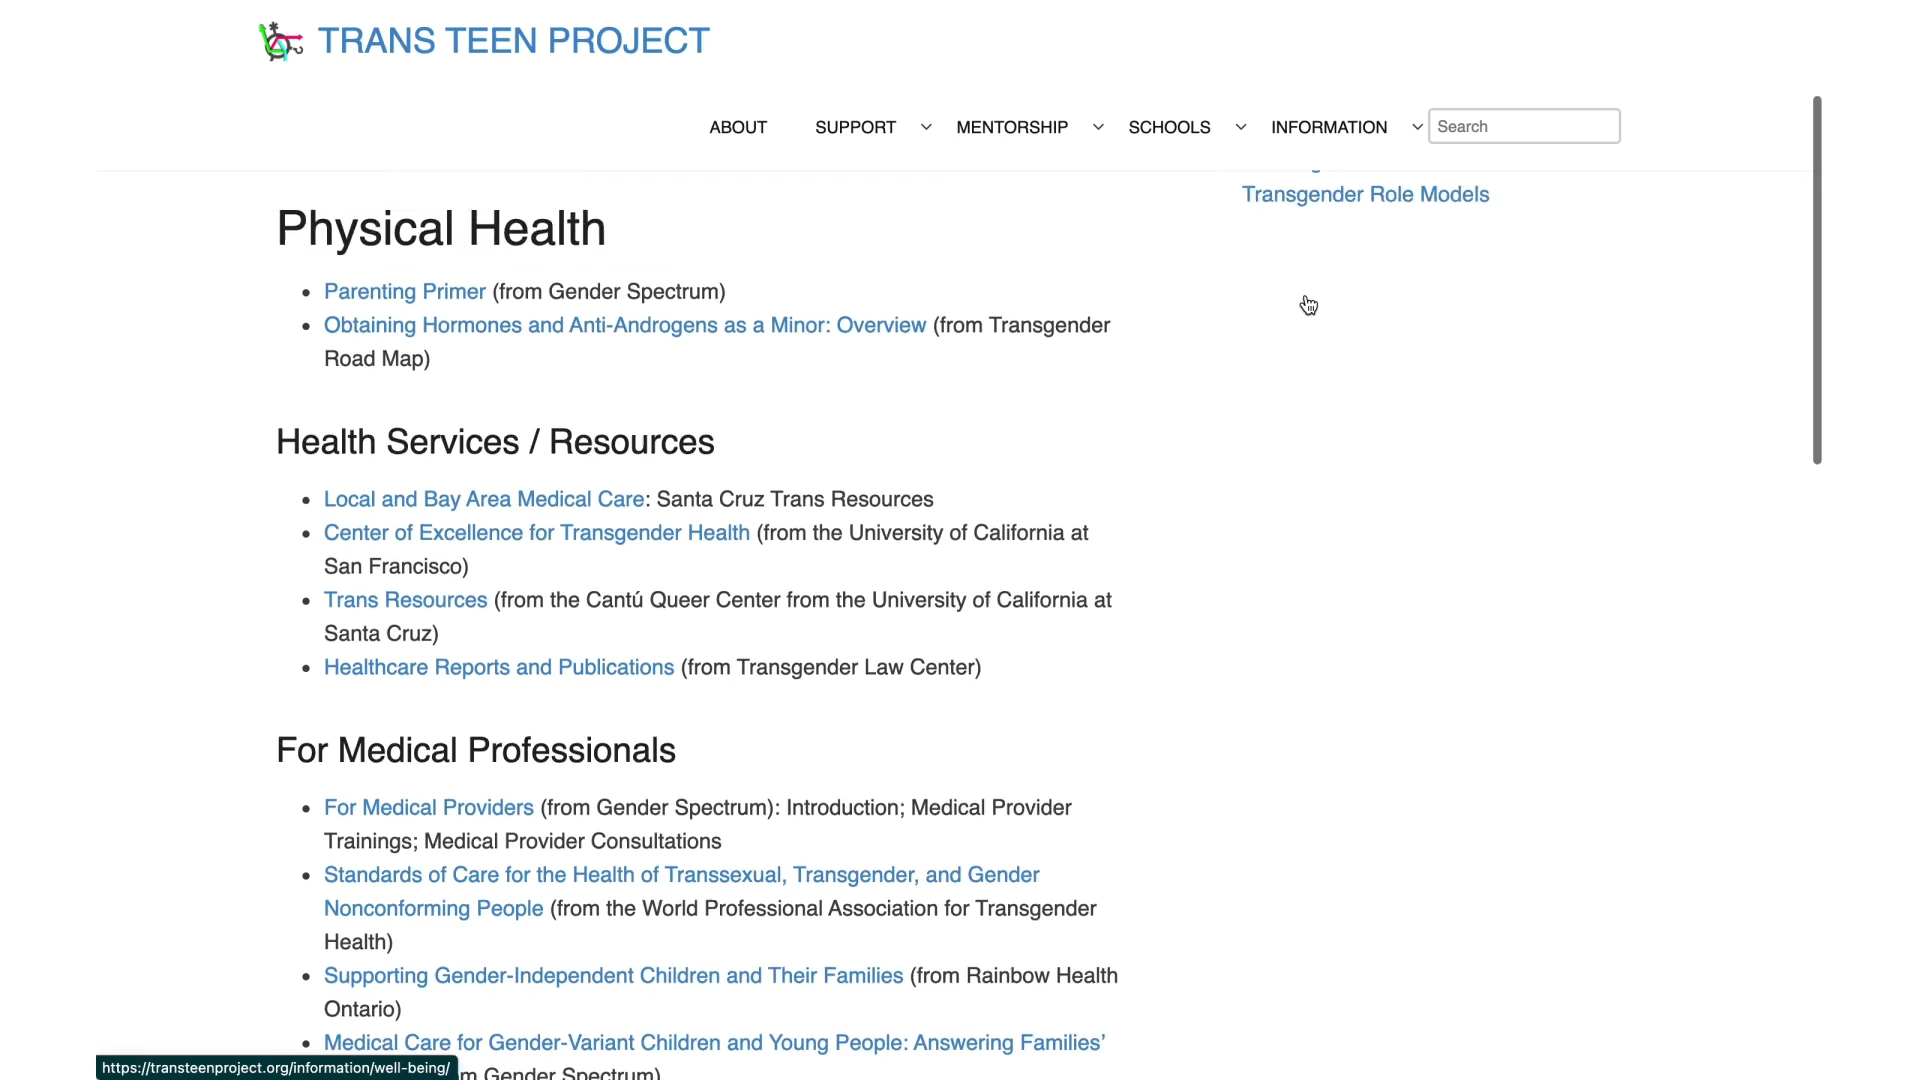 TRANS TEEN PROJECT
ABOUT SUPPORT MENTORSHIP SCHOOLS INFORMATION Search
Transgender Role Models
Physical Health
Parenting Primer (from Gender Spectrum)
Obtaining Hormones and Anti-Androgens as a Minor: Overview (from Transgender
Road Map)
Health Services / Resources
Local and Bay Area Medical Care: Santa Cruz Trans Resources
Center of Excellence for Transgender Health (from the University of California at
San Francisco)
Trans Resources (from the Cantú Queer Center from the University of California at
Santa Cruz)
Healthcare Reports and Publications (from Transgender Law Center)
For Medical Professionals
For Medical Providers (from Gender Spectrum): Introduction; Medical Provider
Trainings; Medical Provider Consultations
Standards of Care for the Health of Transsexual, Transgender, and Gender
Nonconforming People (from the World Professional Association for Transgender
Health)
Supporting Gender-Independent Children and Their Families (from Rainbow Health
Ontario)
Medical Care for Gender-Variant Children and Young People: Answering Families’
https://transteenproject.org/information/well-being/ m Gender Spectrum)